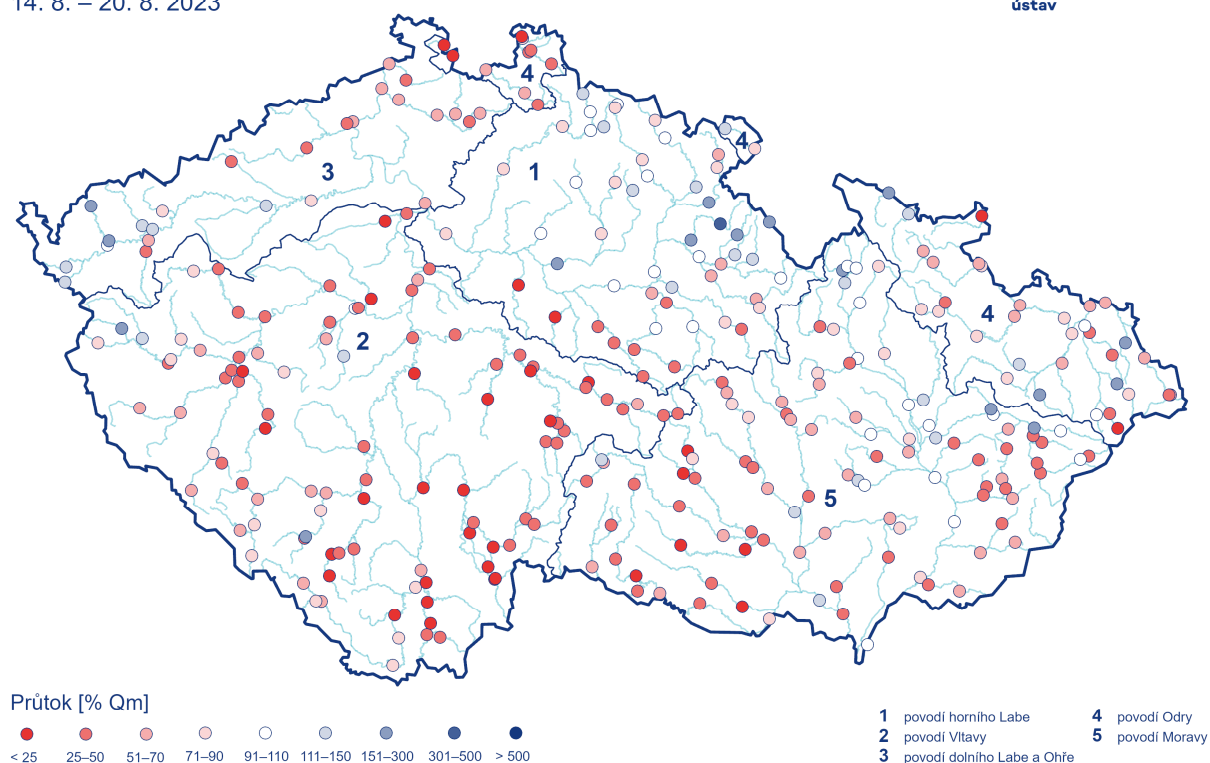 14. 8. – 20. 8. 2023
ústav
4
4
3
1
4
2
5
Průtok [% Qm]
< 25 25–50 51–70 71–90 91–110 111–150 151–300 301–500 > 500
1 povodí horního Labe
2 povodí Vltavy
3 povodí dolního Labe a Ohře
4 povodí Odry
5 povodí Moravy